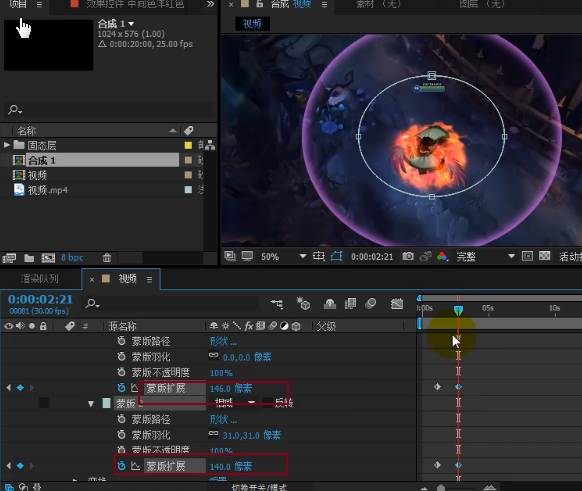 项目
效果控件 中间色洋红色
合成 视频
素材 （无）
图层 （无）
合成 1
1024 x 576 (1.00)
△ 0:00:20:00, 25.00 fps
视频
名称
固态层
合成 1
视频
视频.mp4
8 bpc
50%
0:00:02:21
完整
活动
渲染队列
视频
0:00:02:21
00081 (30.00 fps)
:00s
05s
10s
# 源名称
父级
蒙版路径 形状...
蒙版羽化 0.0,0.0 像素
蒙版不透明度 100%
蒙版扩展 146.0 像素
蒙版 2 相减 反转
蒙版路径 形状...
蒙版羽化 31.0,31.0 像素
蒙版不透明度 100%
蒙版扩展 140.0 像素
变换 重置
切换开关/模式